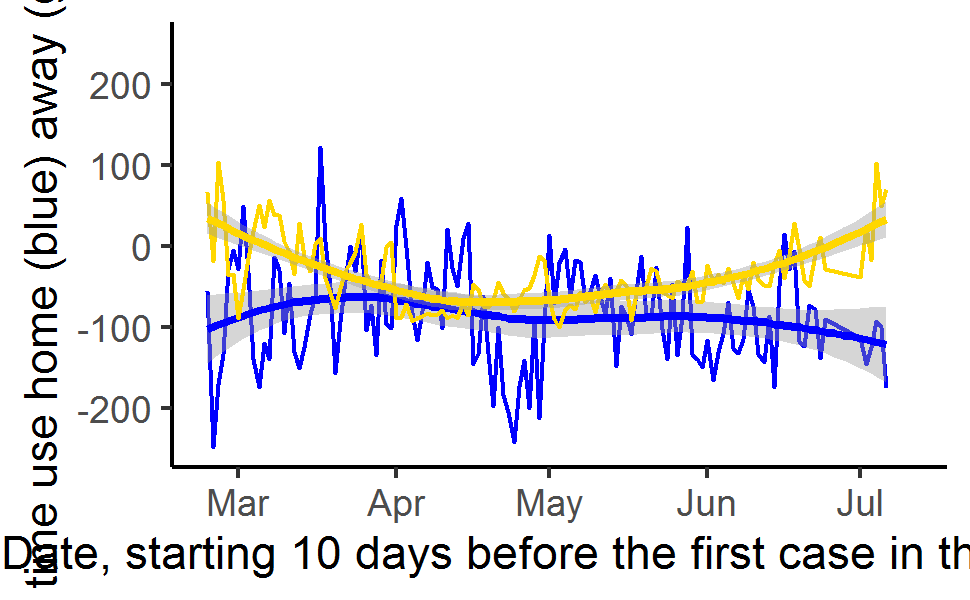 time use home (blue) away (
200
100
0
-100
-200
Mar Apr May Jun Jul
Date, starting 10 days before the first case in th